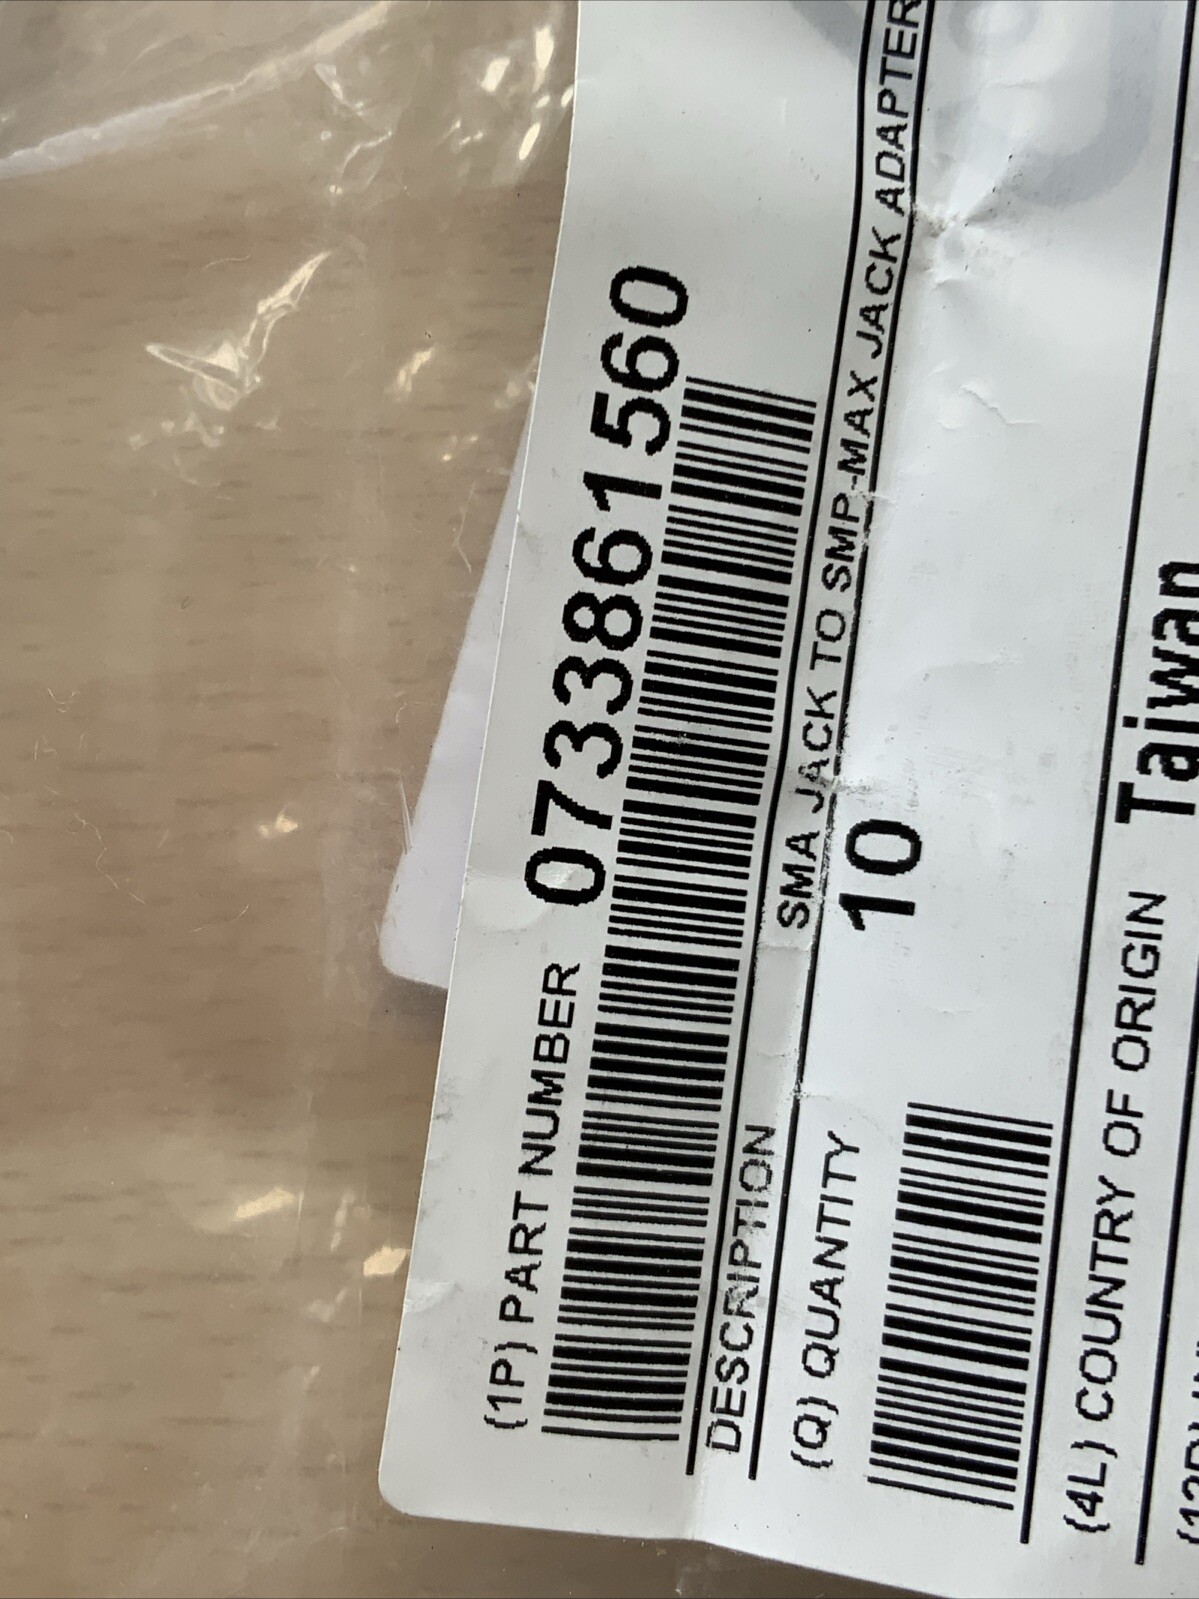 (1P) PART NUMBER 0733861560
DESCRIPTION SMA JACK TO SMP-MAX JACK ADAPTER
(Q) QUANTITY 10
(4L) COUNTRY OF ORIGIN Taiwan